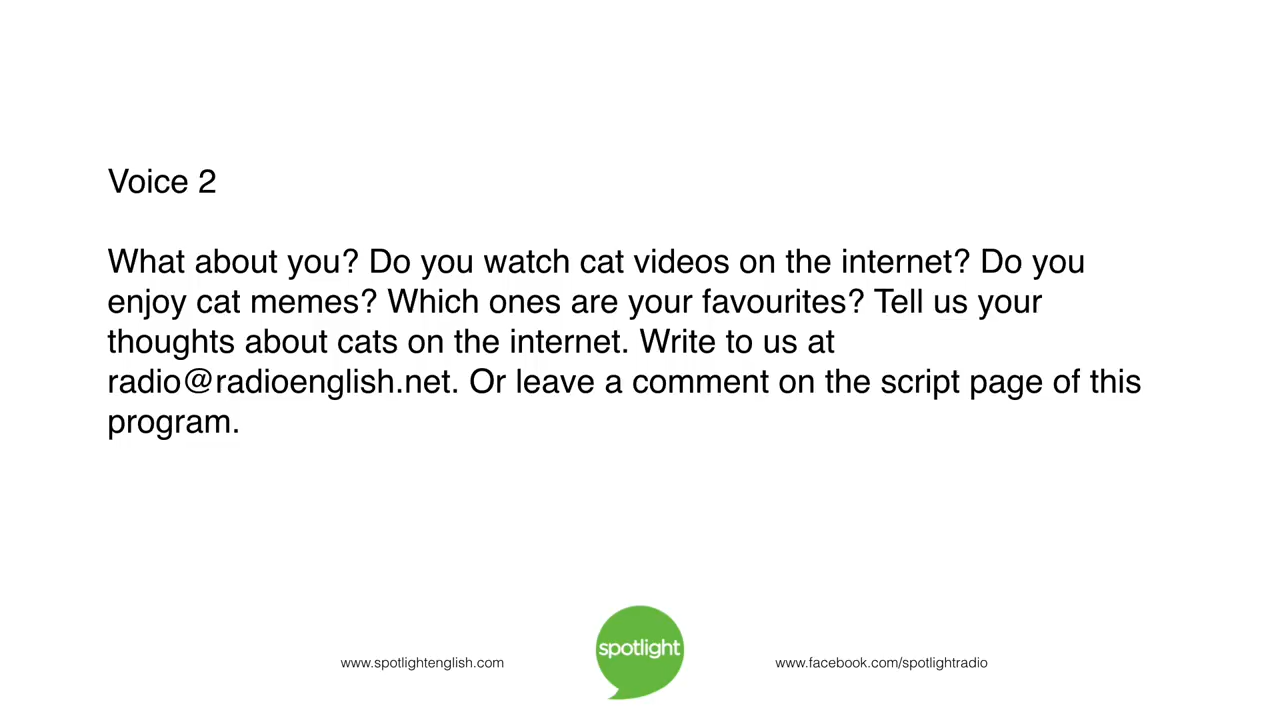 Voice 2
What about you? Do you watch cat videos on the internet? Do you
enjoy cat memes? Which ones are your favourites? Tell us your
thoughts about cats on the internet. Write to us at
radio@radioenglish.net. Or leave a comment on the script page of this
program.
www.spotlightenglish.com
spotlight
www.facebook.com/spotlightradio